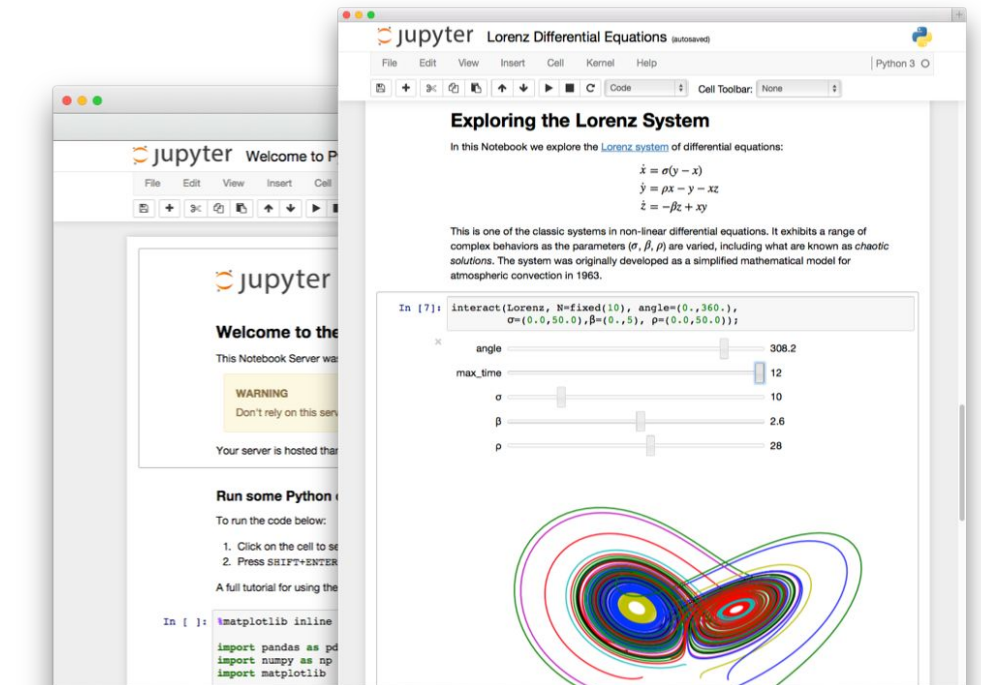 jupyter Lorenz Differential Equations (autosaved)
File Edit View Insert Cell Kernel Help Python 3
Code Cell Toolbar: None
Exploring the Lorenz System
In this Notebook we explore the Lorenz system of differential equations:
ẋ = σ(y − x)
ẏ = ρx − y − xz
ż = −βz + xy
This is one of the classic systems in non-linear differential equations. It exhibits a range of
complex behaviors as the parameters (σ, β, ρ) are varied, including what are known as chaotic
solutions. The system was originally developed as a simplified mathematical model for
atmospheric convection in 1963.
In [7]: interact(Lorenz, N=fixed(10), angle=(0.,360.),
σ=(0.0,50.0),β=(0.,5), ρ=(0.0,50.0));
angle 308.2
max_time 12
σ 10
β 2.6
ρ 28
jupyter Welcome to P
File Edit View Insert Cell
jupyter
Welcome to the
This Notebook Server was
WARNING
Don't rely on this serv
Your server is hosted than
Run some Python
To run the code below:
1. Click on the cell to se
2. Press SHIFT+ENTER
A full tutorial for using the
In [ ]: %matplotlib inline
import pandas as pd
import numpy as np
import matplotlib